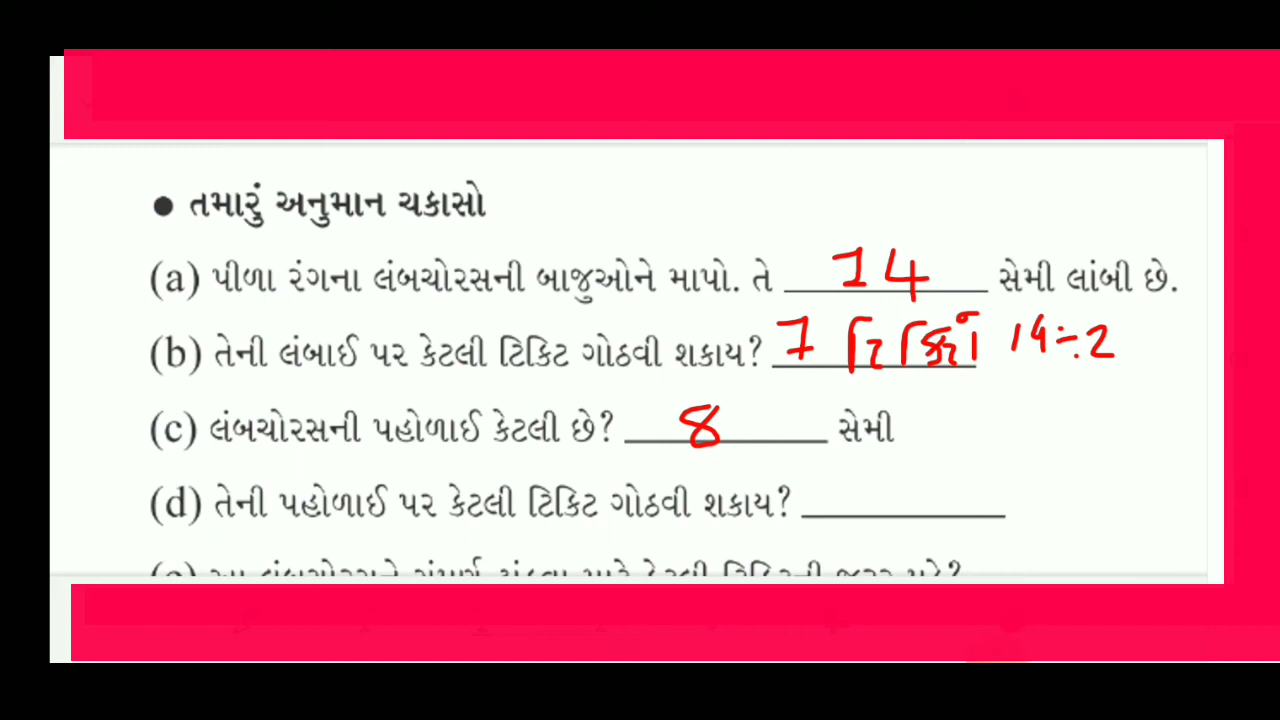 ● તમારું અનુમાન ચકાસો
(a) પીળા રંગના લંબચોરસની બાજુઓને માપો. તે 14 સેમી લાંબી છે.
(b) તેની લંબાઈ પર કેટલી ટિકિટ ગોઠવી શકાય? 7 14÷2
(c) લંબચોરસની પહોળાઈ કેટલી છે? 8 સેમી
(d) તેની પહોળાઈ પર કેટલી ટિકિટ ગોઠવી શકાય?